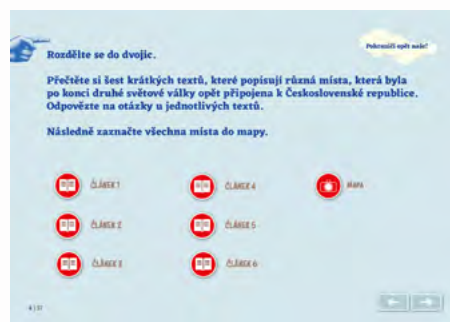 Pohraničí opět naše!
Rozdělte se do dvojic.
Přečtěte si šest krátkých textů, které popisují různá místa, která byla
po konci druhé světové války opět připojena k Československé republice.
Odpovězte na otázky u jednotlivých textů.
Následně zaznačte všechna místa do mapy.
ČLÁNEK 1
ČLÁNEK 4
MAPA
ČLÁNEK 2
ČLÁNEK 5
ČLÁNEK 3
ČLÁNEK 6